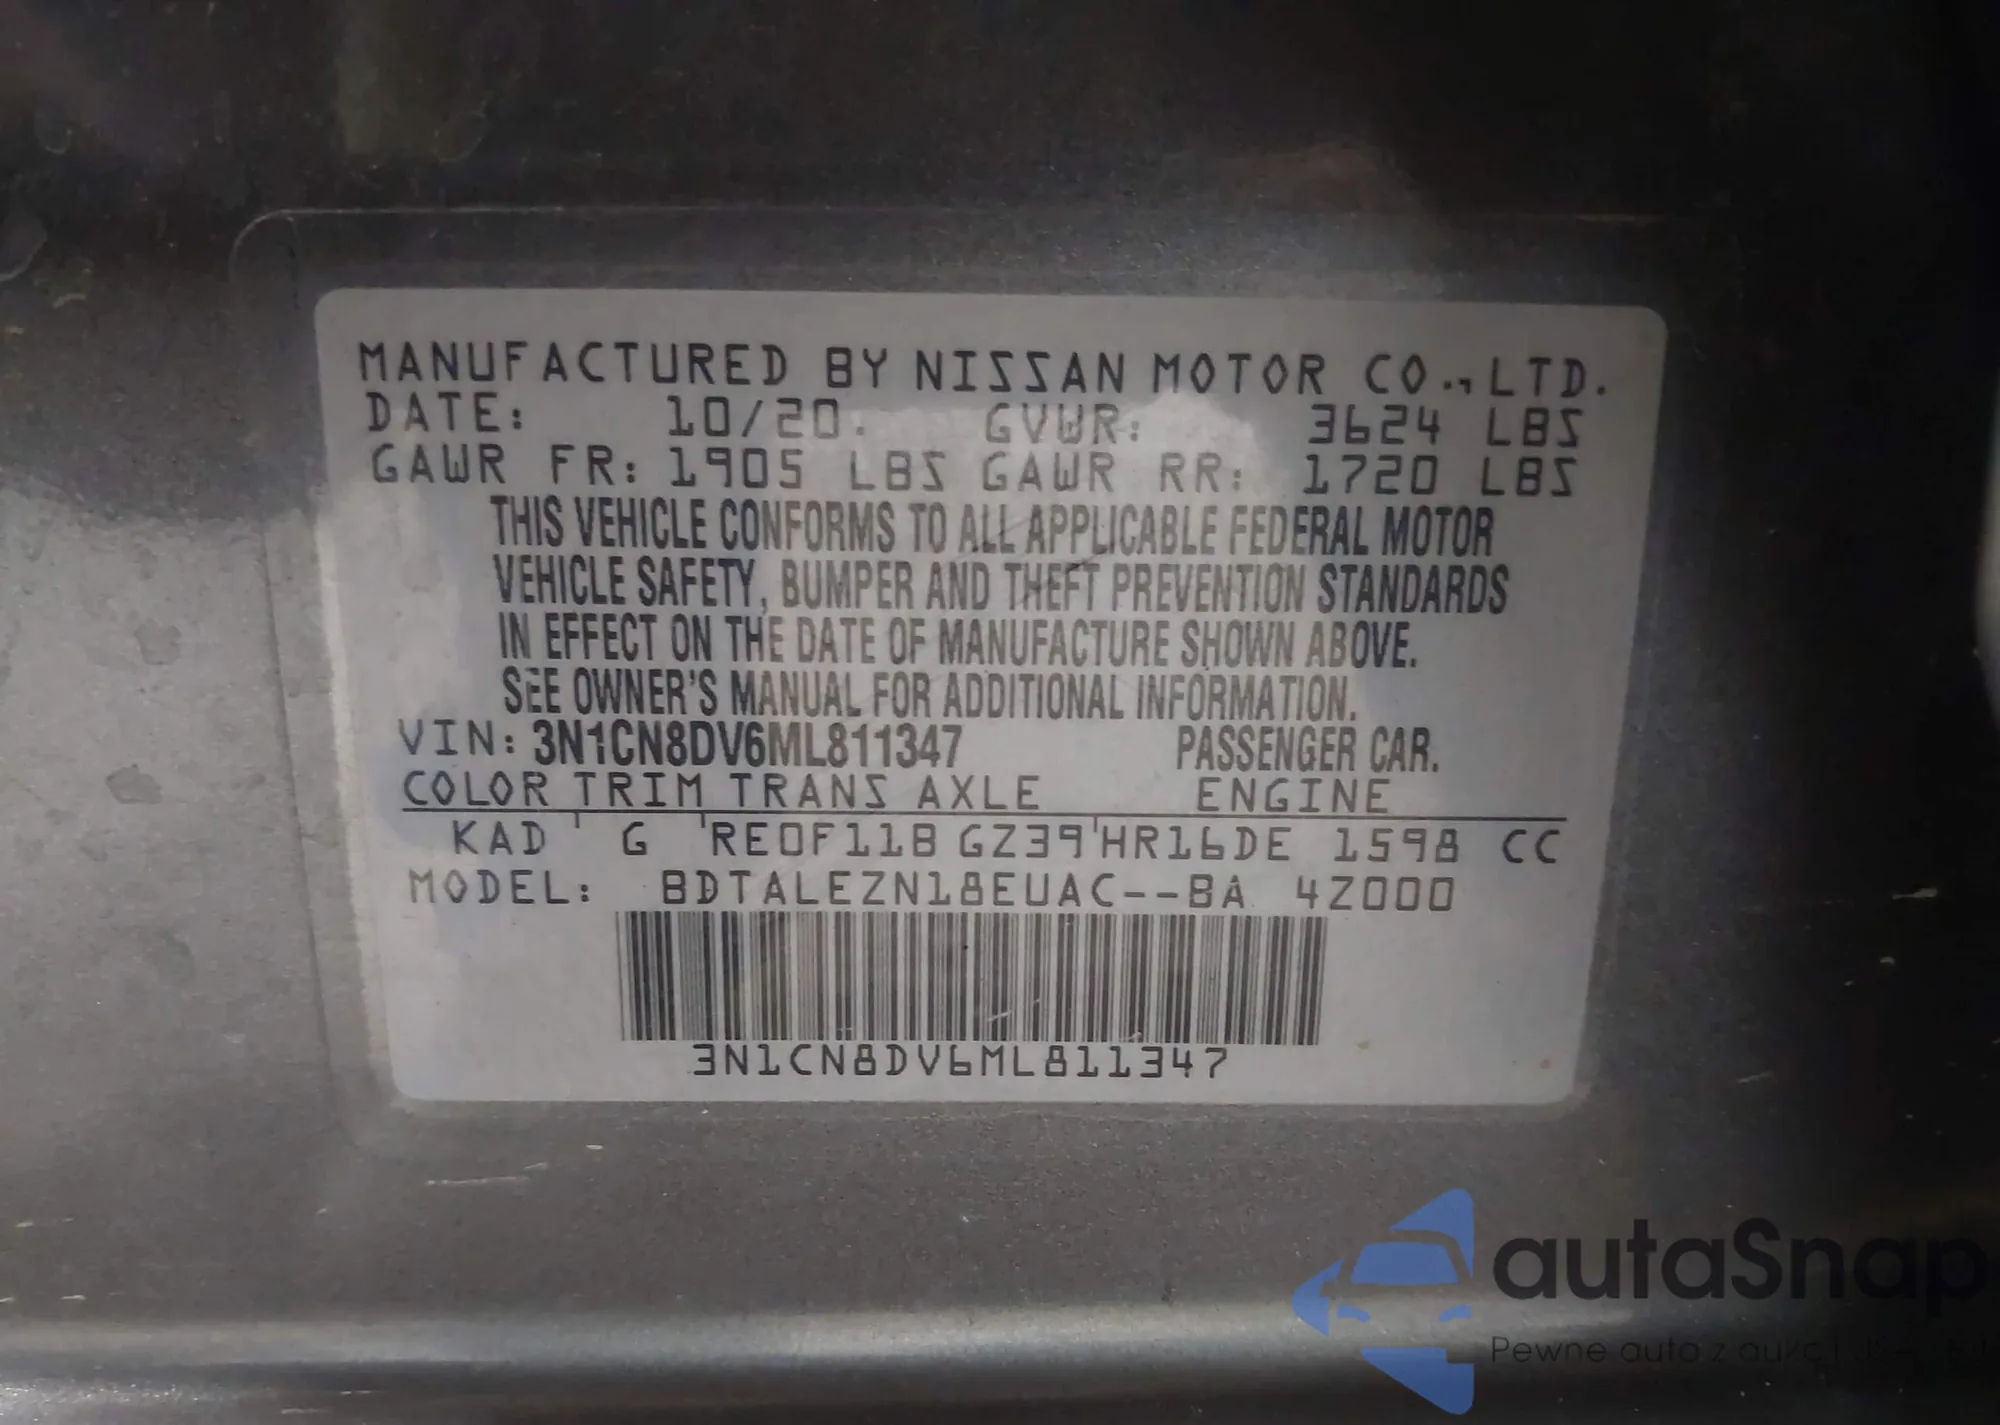 MANUFACTURED BY NISSAN MOTOR CO., LTD.
DATE: 10/20. GVWR: 3624 LBS
GAWR FR: 1905 LBS GAWR RR: 1720 LBS
THIS VEHICLE CONFORMS TO ALL APPLICABLE FEDERAL MOTOR
VEHICLE SAFETY, BUMPER AND THEFT PREVENTION STANDARDS
IN EFFECT ON THE DATE OF MANUFACTURE SHOWN ABOVE.
SEE OWNER'S MANUAL FOR ADDITIONAL INFORMATION.
VIN: 3N1CN8DV6ML811347 PASSENGER CAR.
COLOR TRIM TRANS AXLE ENGINE
KAD G RE0F11B GZ39 HR16DE 1598 CC
MODEL: BDTALEZN18EUAC--BA 4Z000
3N1CN8DV6ML811347
autaSnap
Pewne auta z